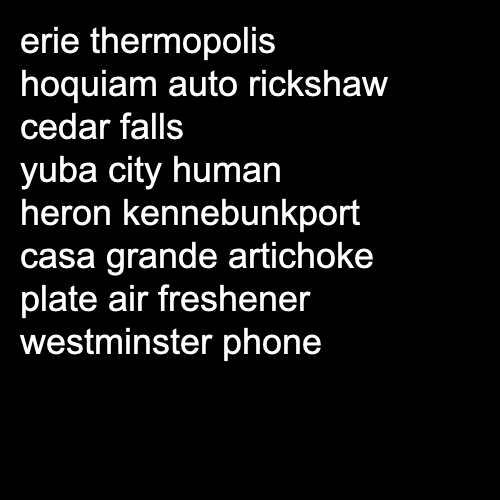 erie thermopolis
hoquiam auto rickshaw
cedar falls
yuba city human
heron kennebunkport
casa grande artichoke
plate air freshener
westminster phone